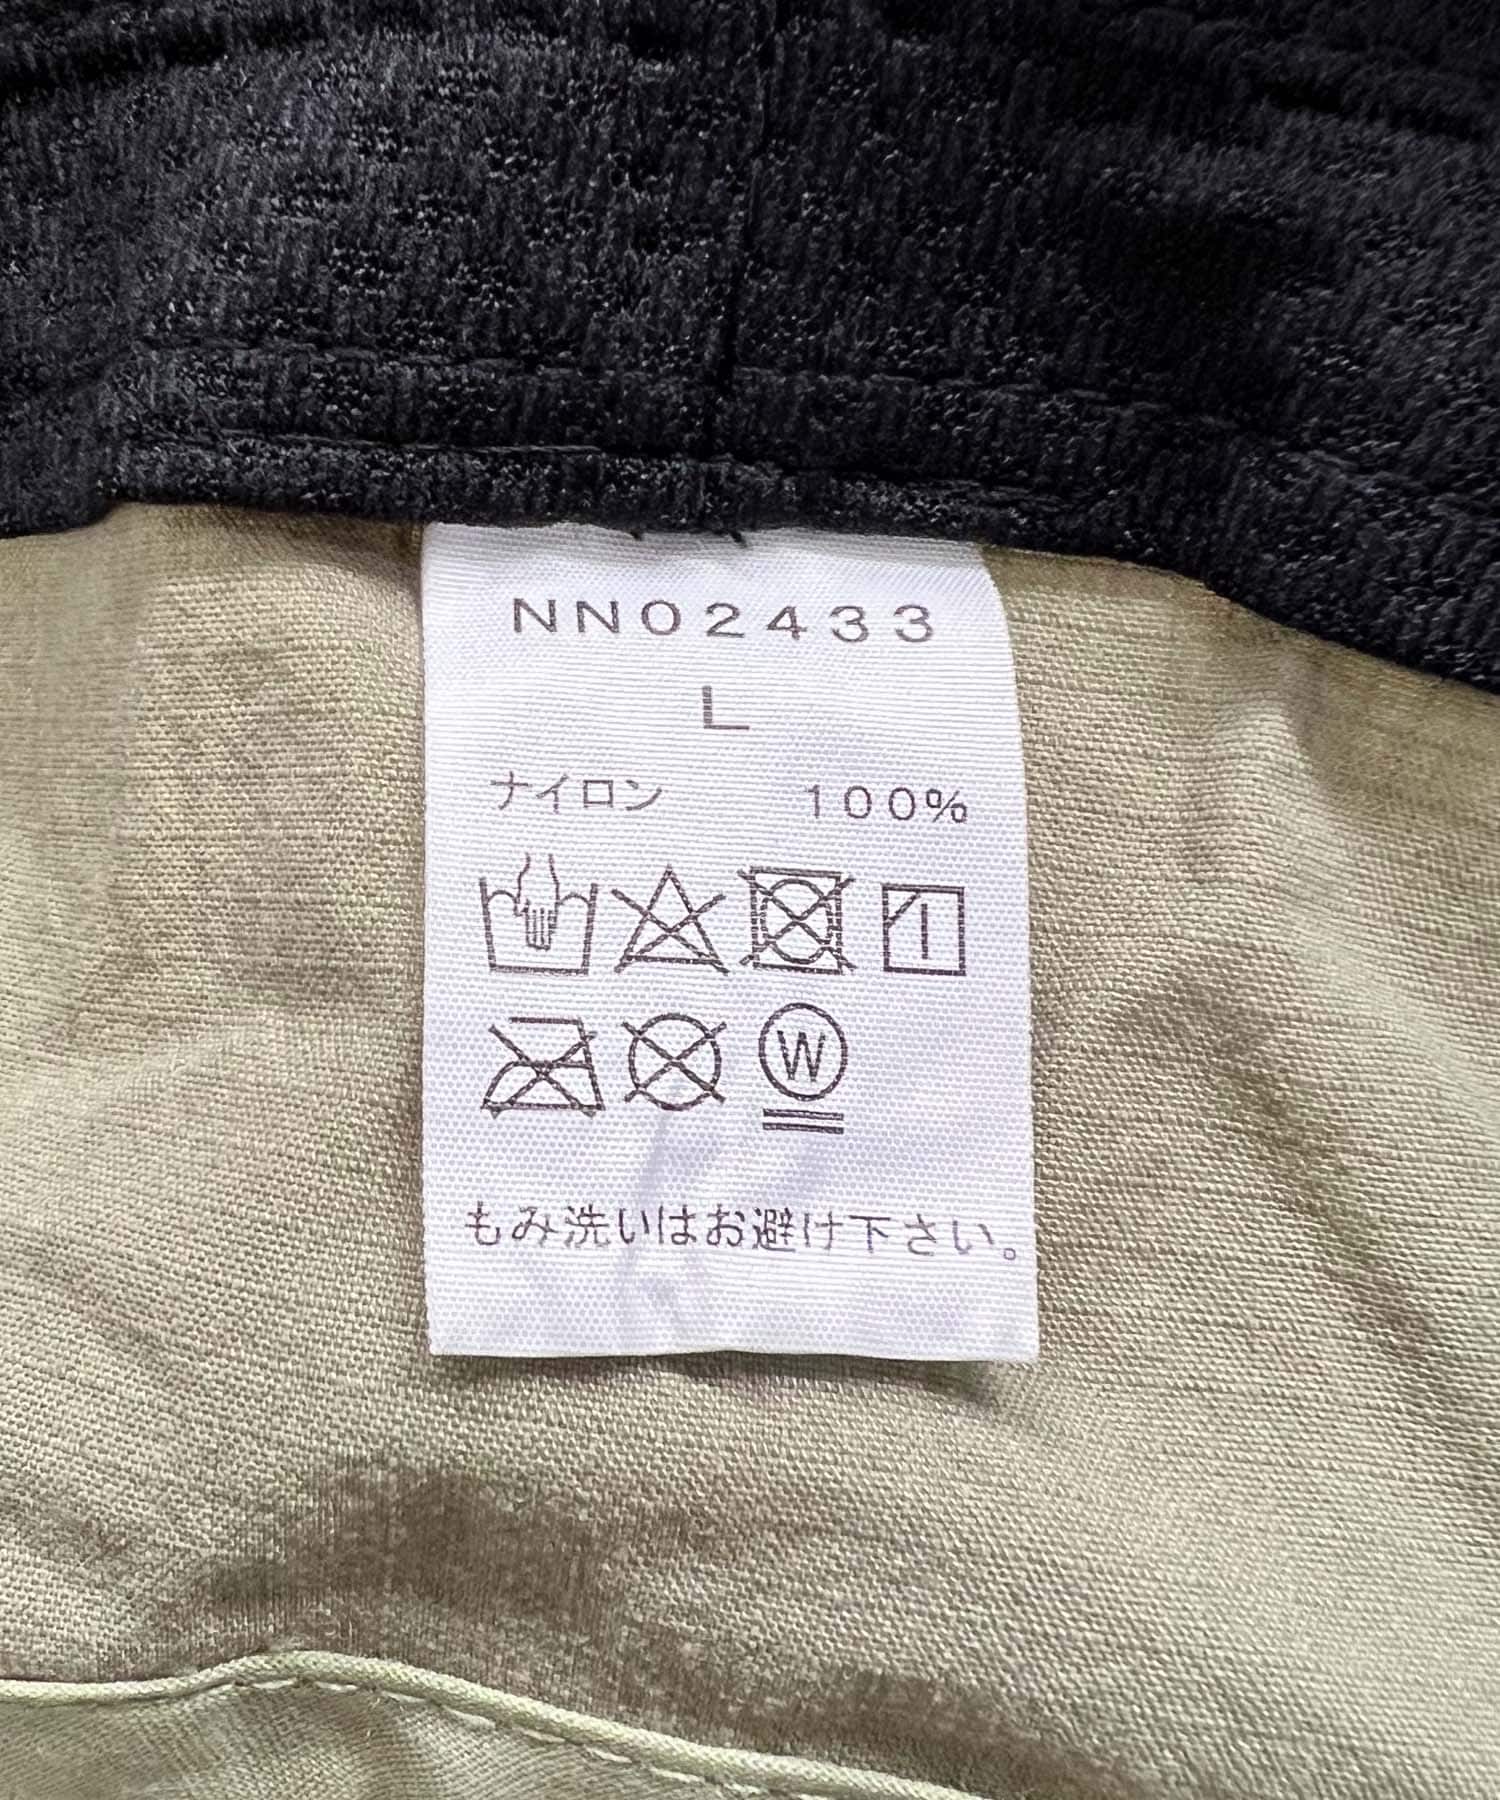 NN02433
L
ナイロン 100%
W
もみ洗いはお避け下さい。